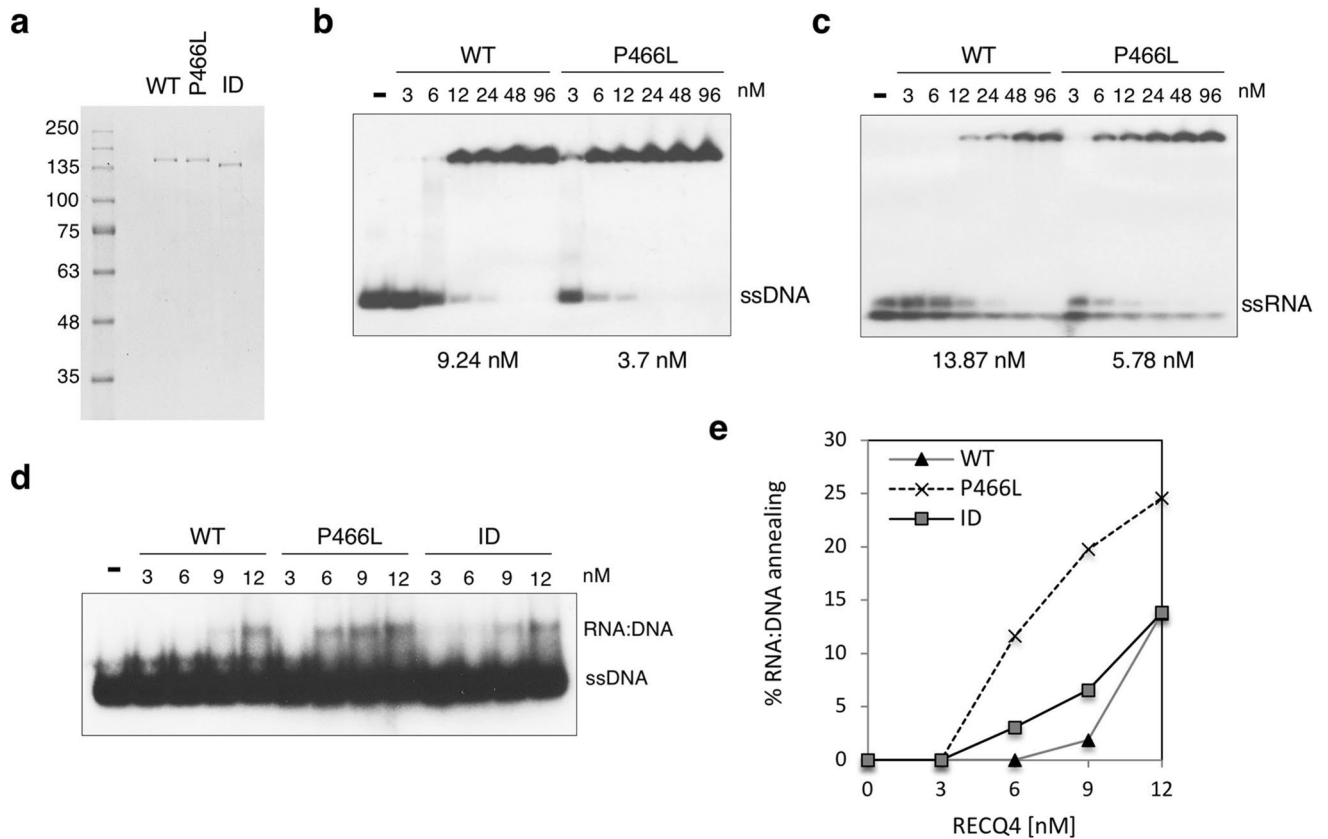 a
WT P466L ID
250
135
100
75
63
48
35
b
WT P466L
- 3 6 12 24 48 96 3 6 12 24 48 96 nM
ssDNA
9.24 nM 3.7 nM
c
WT P466L
- 3 6 12 24 48 96 3 6 12 24 48 96 nM
ssRNA
13.87 nM 5.78 nM
d
WT P466L ID
- 3 6 9 12 3 6 9 12 3 6 9 12 nM
RNA:DNA
ssDNA
e
% RNA:DNA annealing
30
25
20
15
10
5
0
WT
P466L
ID
0 3 6 9 12
RECQ4 [nM]